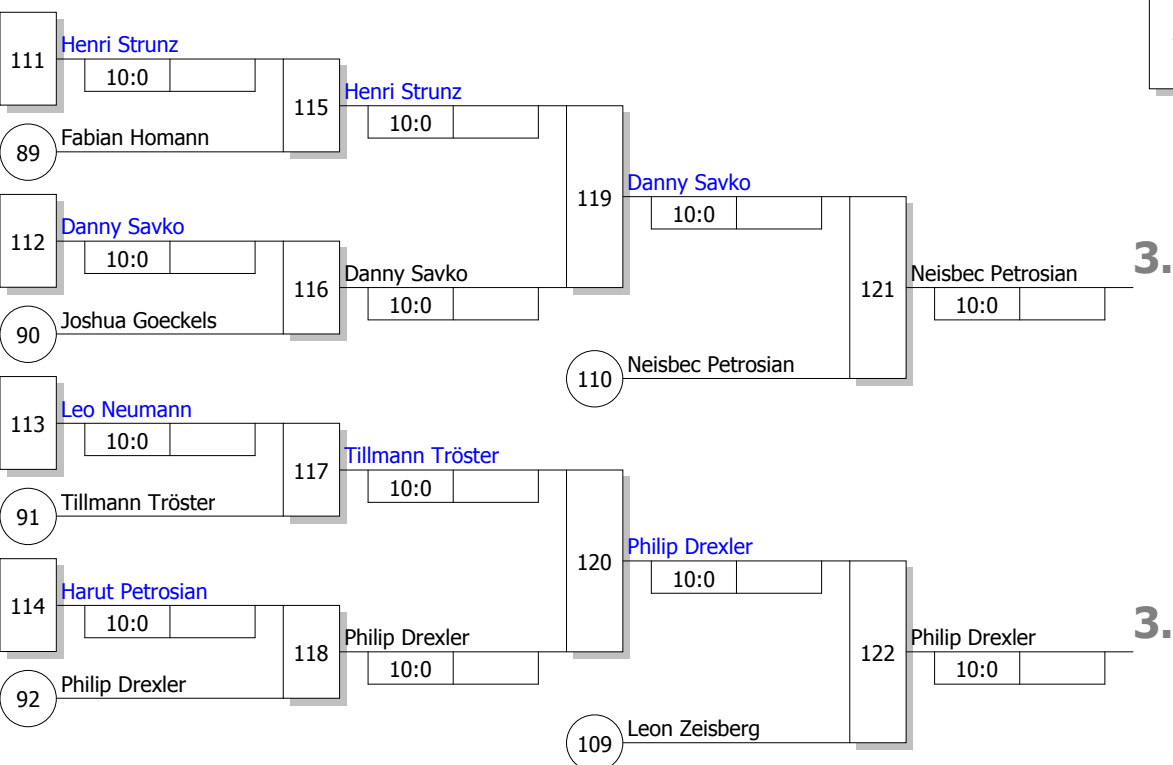 111
Henri Strunz
10:0
89
Fabian Homann
115
Henri Strunz
10:0
112
Danny Savko
10:0
90
Joshua Goeckels
116
Danny Savko
10:0
119
Danny Savko
10:0
110
Neisbec Petrosian
121
Neisbec Petrosian
10:0
3.
113
Leo Neumann
10:0
91
Tillmann Tröster
117
Tillmann Tröster
10:0
114
Harut Petrosian
10:0
92
Philip Drexler
118
Philip Drexler
10:0
120
Philip Drexler
10:0
109
Leon Zeisberg
122
Philip Drexler
10:0
3.